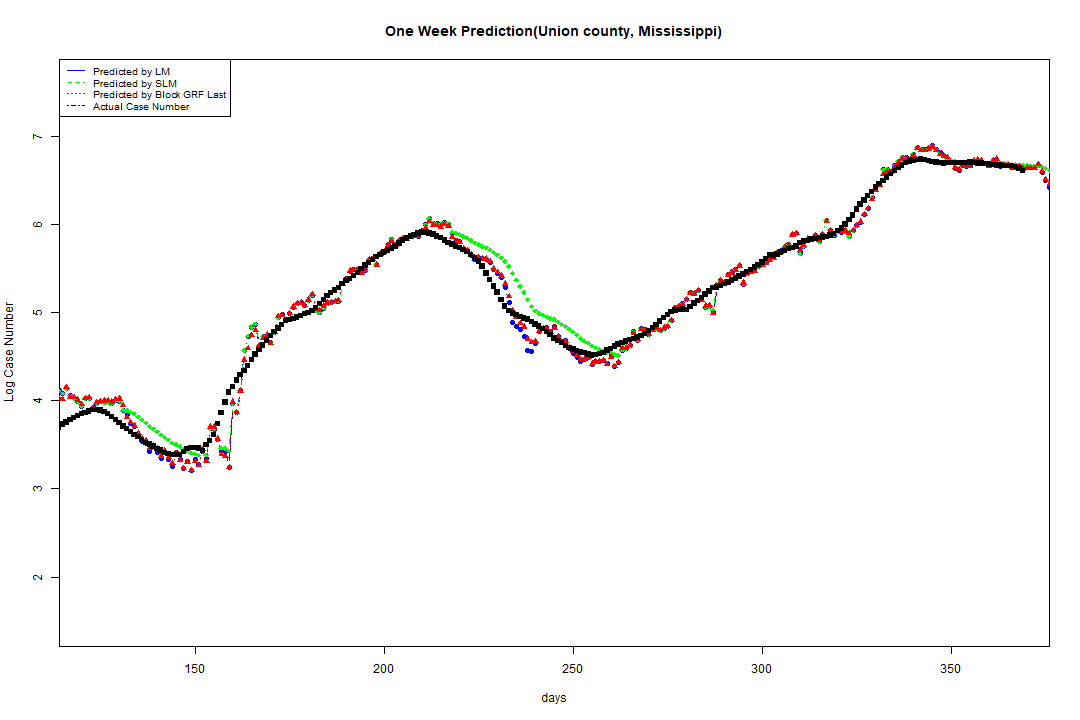 One Week Prediction(Union county, Mississippi)
Predicted by LM
Predicted by SLM
Predicted by Block GRF Last
Actual Case Number
7
6
5
4
3
2
Log Case Number
150 200 250 300 350
days